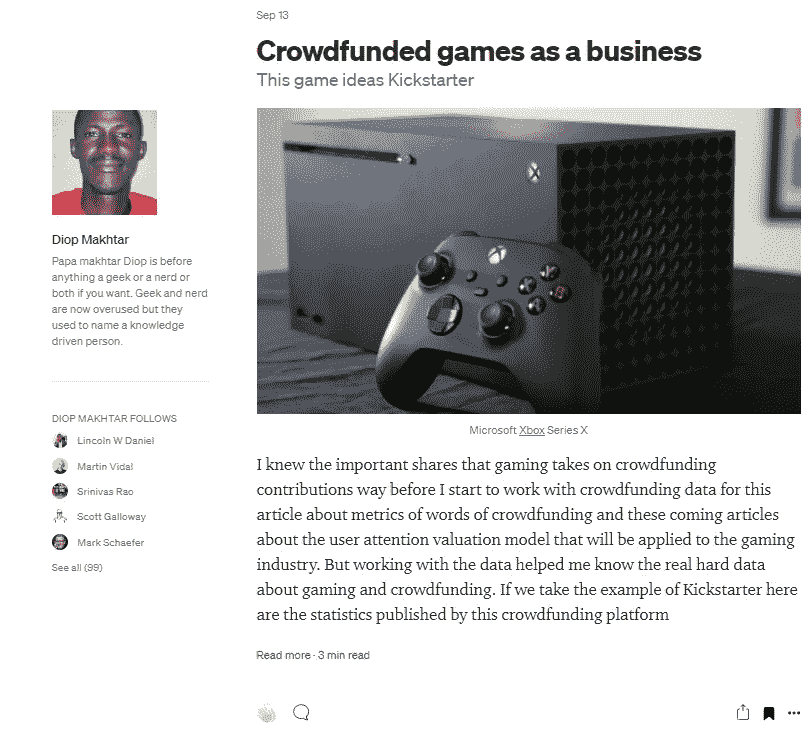 Sep 13
Crowdfunded games as a business
This game ideas Kickstarter
Diop Makhtar
Papa makhtar Diop is before
anything a geek or a nerd or
both if you want. Geek and nerd
are now overused but they
used to name a knowledge
driven person.
DIOP MAKHTAR FOLLOWS
Lincoln W Daniel
Martin Vidal
Srinivas Rao
Scott Galloway
Mark Schaefer
See all (99)
Microsoft Xbox Series X
I knew the important shares that gaming takes on crowdfunding
contributions way before I start to work with crowdfunding data for this
article about metrics of words of crowdfunding and these coming articles
about the user attention valuation model that will be applied to the gaming
industry. But working with the data helped me know the real hard data
about gaming and crowdfunding. If we take the example of Kickstarter here
are the statistics published by this crowdfunding platform
Read more · 3 min read